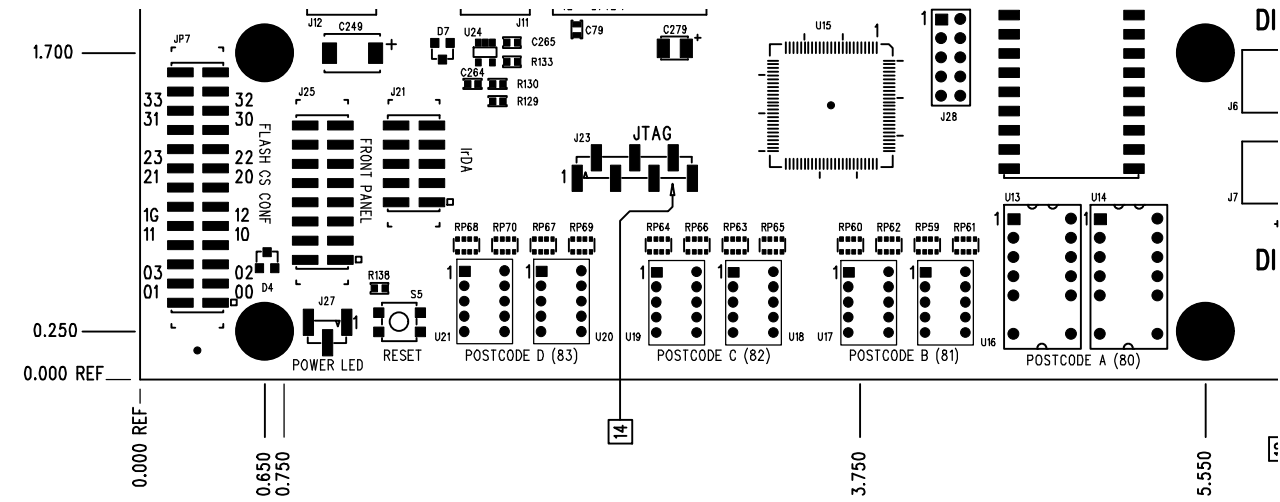 J12
J11
1
DI
JP7
C249
+
D7
U24
C265
C79
C279
+
U15
1
1.700
R133
C264
R130
R129
J28
J6
33
32
31
30
J25
J21
FLASH CS CONF
FRONT PANEL
IrDA
J23
JTAG
1
23
22
21
20
J7
U13
U14
1
1
1G
12
11
10
+
DI
RP68
RP70
RP67
RP69
RP64
RP66
RP63
RP65
RP60
RP62
RP59
RP61
1
1
1
1
1
1
03
02
01
00
D4
R138
J27
1
S5
0.250
U21
U20
U19
U18
U17
U16
POWER LED
RESET
POSTCODE D (83)
POSTCODE C (82)
POSTCODE B (81)
POSTCODE A (80)
0.000 REF
0.000 REF
0.650
0.750
14
3.750
5.550